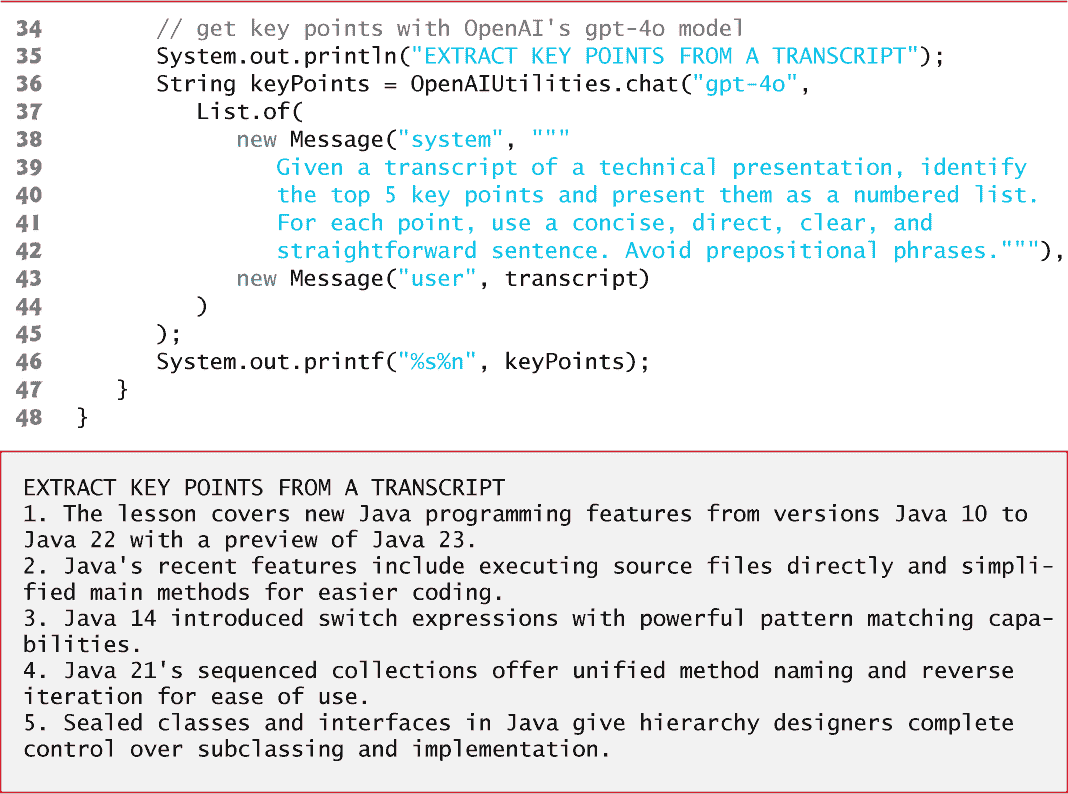 34 // get key points with OpenAI's gpt-4o model
35 System.out.println("EXTRACT KEY POINTS FROM A TRANSCRIPT");
36 String keyPoints = OpenAIUtilities.chat("gpt-4o",
37 List.of(
38 new Message("system", """
39 Given a transcript of a technical presentation, identify
40 the top 5 key points and present them as a numbered list.
41 For each point, use a concise, direct, clear, and
42 straightforward sentence. Avoid prepositional phrases."""),
43 new Message("user", transcript)
44 )
45 );
46 System.out.printf("%s%n", keyPoints);
47 }
48 }
EXTRACT KEY POINTS FROM A TRANSCRIPT
1. The lesson covers new Java programming features from versions Java 10 to
Java 22 with a preview of Java 23.
2. Java's recent features include executing source files directly and simpli-
fied main methods for easier coding.
3. Java 14 introduced switch expressions with powerful pattern matching capa-
bilities.
4. Java 21's sequenced collections offer unified method naming and reverse
iteration for ease of use.
5. Sealed classes and interfaces in Java give hierarchy designers complete
control over subclassing and implementation.